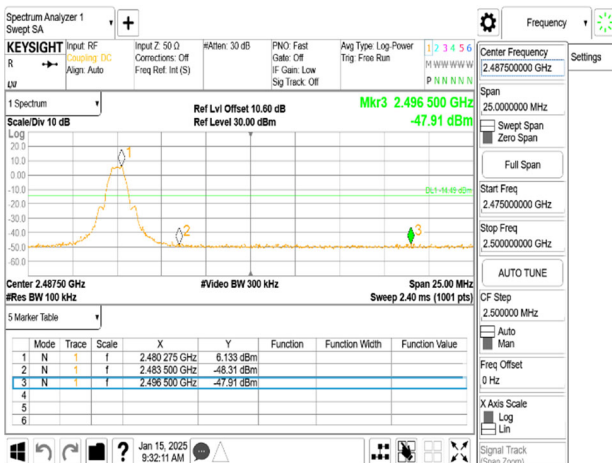 Spectrum Analyzer 1
Swept SA
+
Frequency
KEYSIGHT
R
LXI
Input: RF
Coupling: DC
Align: Auto
Input Z: 50 Ω
Corrections: Off
Freq Ref: Int (S)
#Atten: 30 dB
PNO: Fast
Gate: Off
IF Gain: Low
Sig Track: Off
Avg Type: Log-Power
Trig: Free Run
1 2 3 4 5 6
M W W W W W
P N N N N N
Center Frequency
2.487500000 GHz
Settings
Span
25.0000000 MHz
Swept Span
Zero Span
Full Span
Start Freq
2.475000000 GHz
Stop Freq
2.500000000 GHz
AUTO TUNE
CF Step
2.500000 MHz
Auto
Man
Freq Offset
0 Hz
X Axis Scale
Log
Lin
Signal Track
(Span Zoom)
1 Spectrum
Scale/Div 10 dB
Ref Lvl Offset 10.60 dB
Ref Level 30.00 dBm
Mkr3 2.496 500 GHz
-47.91 dBm
Log
20.0
10.0
0.00
-10.0
-20.0
-30.0
-40.0
-50.0
-60.0
1
2
3
DL1 -14.49 dBm
Center 2.48750 GHz
#Res BW 100 kHz
#Video BW 300 kHz
Span 25.00 MHz
Sweep 2.40 ms (1001 pts)
5 Marker Table
Mode Trace Scale X Y Function Function Width Function Value
1 N 1 f 2.480 275 GHz 6.133 dBm
2 N 1 f 2.483 500 GHz -48.31 dBm
3 N 1 f 2.496 500 GHz -47.91 dBm
4
5
6
?
Jan 15, 2025
9:32:11 AM